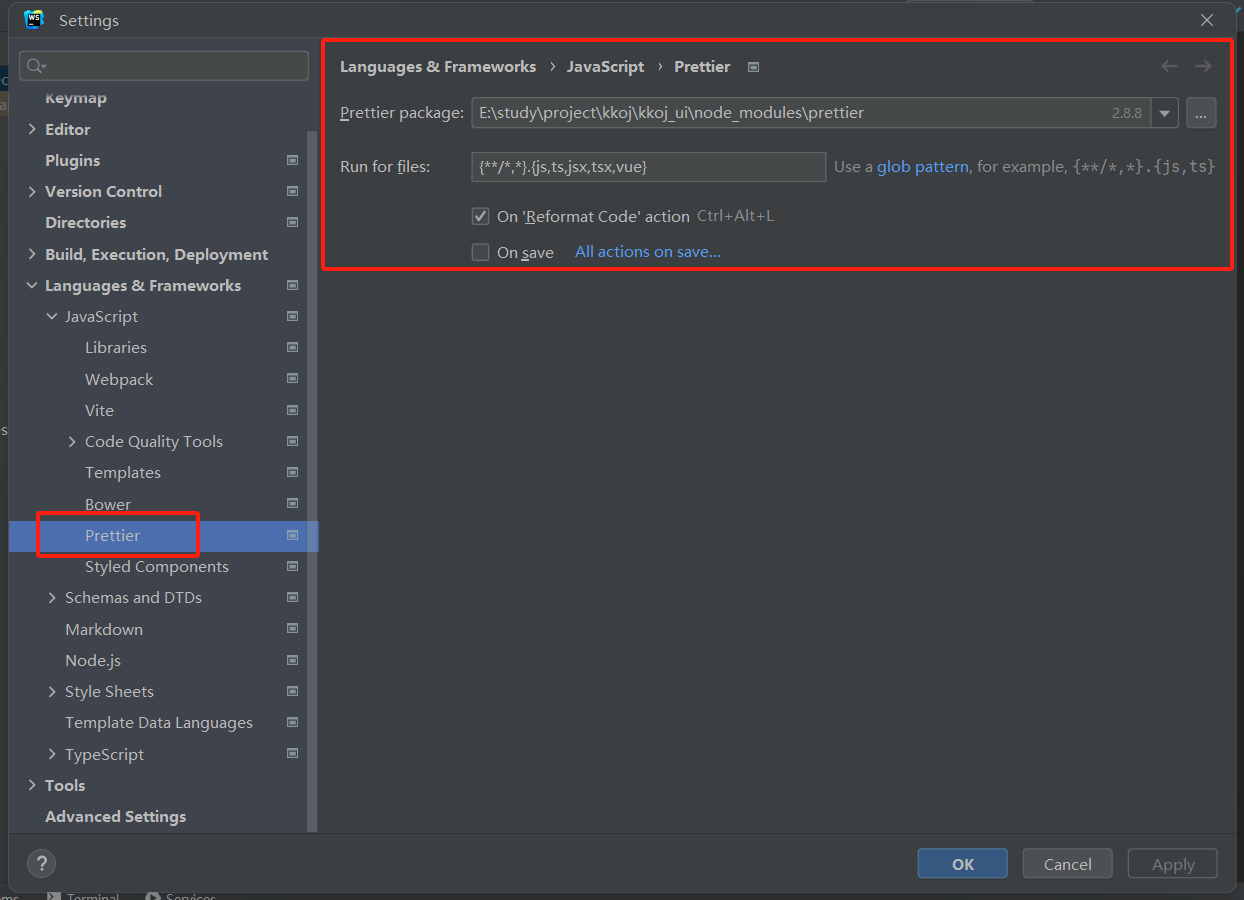 WS Settings
Keymap
Editor
Plugins
Version Control
Directories
Build, Execution, Deployment
Languages & Frameworks
JavaScript
Libraries
Webpack
Vite
Code Quality Tools
Templates
Bower
Prettier
Styled Components
Schemas and DTDs
Markdown
Node.js
Style Sheets
Template Data Languages
TypeScript
Tools
Advanced Settings
Languages & Frameworks › JavaScript › Prettier
Prettier package: E:\study\project\kkoj\kkoj_ui\node_modules\prettier 2.8.8 ...
Run for files: {**/*,*}.{js,ts,jsx,tsx,vue} Use a glob pattern, for example, {**/*,*}.{js,ts}
On 'Reformat Code' action Ctrl+Alt+L
On save All actions on save...
? OK Cancel Apply
Terminal Services